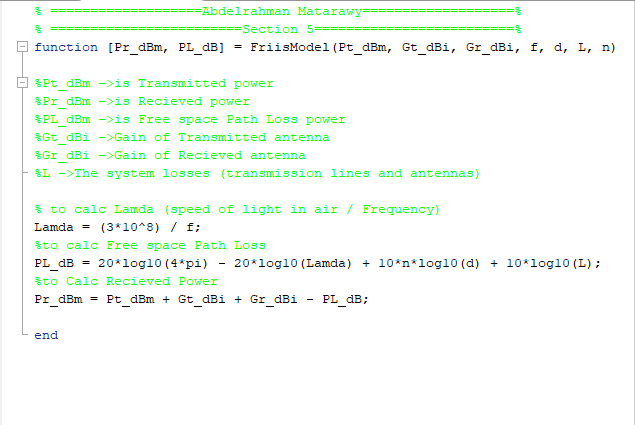 % ===================Abdelrahman Matarawy===================%
% ========================Section 5=========================%
function [Pr_dBm, PL_dB] = FriisModel(Pt_dBm, Gt_dBi, Gr_dBi, f, d, L, n)
%Pt_dBm ->is Transmitted power
%Pr_dBm ->is Recieved power
%PL_dBm ->is Free space Path Loss power
%Gt_dBi ->Gain of Transmitted antenna
%Gr_dBi ->Gain of Recieved antenna
%L ->The system losses (transmission lines and antennas)
% to calc Lamda (speed of light in air / Frequency)
Lamda = (3*10^8) / f;
%to calc Free space Path Loss
PL_dB = 20*log10(4*pi) - 20*log10(Lamda) + 10*n*log10(d) + 10*log10(L);
%to Calc Recieved Power
Pr_dBm = Pt_dBm + Gt_dBi + Gr_dBi - PL_dB;
end